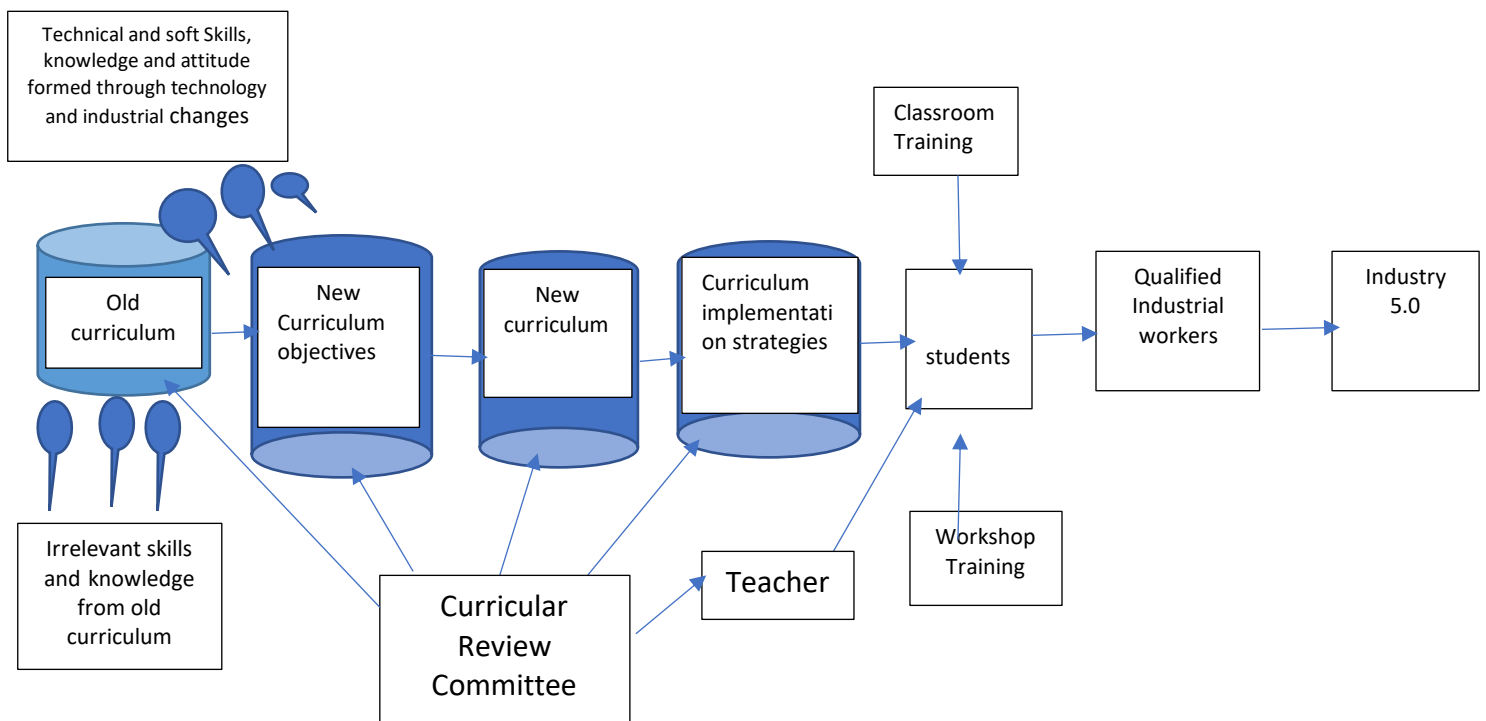 Technical and soft Skills,
knowledge and attitude
formed through technology
and industrial changes
Classroom
Training
Old
curriculum
New
Curriculum
objectives
New
curriculum
Curriculum
implementati
on strategies
students
Qualified
Industrial
workers
Industry
5.0
Irrelevant skills
and knowledge
from old
curriculum
Curricular
Review
Committee
Teacher
Workshop
Training